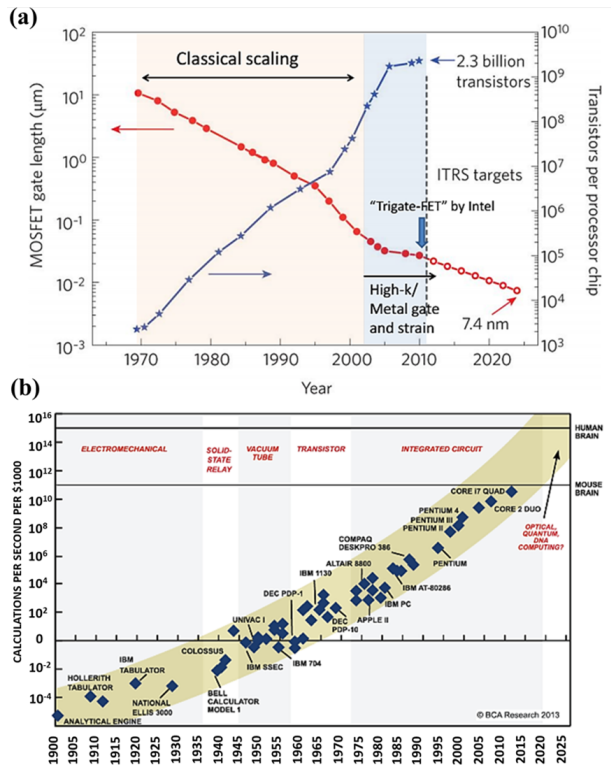 (a)
10²
10¹
10⁰
10⁻¹
10⁻²
10⁻³
MOSFET gate length (μm)
Classical scaling
2.3 billion
transistors
ITRS targets
"Trigate-FET" by Intel
High-k/
Metal gate
and strain
7.4 nm
10¹⁰
10⁹
10⁸
10⁷
10⁶
10⁵
10⁴
10³
Transistors per processor chip
1970
1980
1990
2000
2010
2020
Year
(b)
CALCULATIONS PER SECOND PER $1000
10¹⁶
10¹⁴
10¹²
10¹⁰
10⁸
10⁶
10⁴
10²
0
10⁻²
10⁻⁴
ELECTROMECHANICAL
SOLID-
STATE
RELAY
VACUUM
TUBE
TRANSISTOR
INTEGRATED CIRCUIT
HUMAN
BRAIN
MOUSE
BRAIN
CORE I7 QUAD
CORE 2 DUO
PENTIUM 4
PENTIUM III
PENTIUM II
PENTIUM
OPTICAL,
QUANTUM,
DNA
COMPUTING?
COMPAQ
DESKPRO 386
ALTAIR 8800
IBM 1130
IBM AT-80286
DEC PDP-1
IBM PC
UNIVAC I
DEC
PDP-10
APPLE II
COLOSSUS
IBM SSEC
IBM 704
IBM
TABULATOR
HOLLERITH
TABULATOR
NATIONAL
ELLIS 3000
BELL
CALCULATOR
MODEL 1
ANALYTICAL ENGINE
© BCA Research 2013
1900
1910
1915
1920
1930
1935
1940
1950
1955
1960
1965
1970
1975
1980
1985
1990
1995
2000
2005
2010
2015
2020
2025